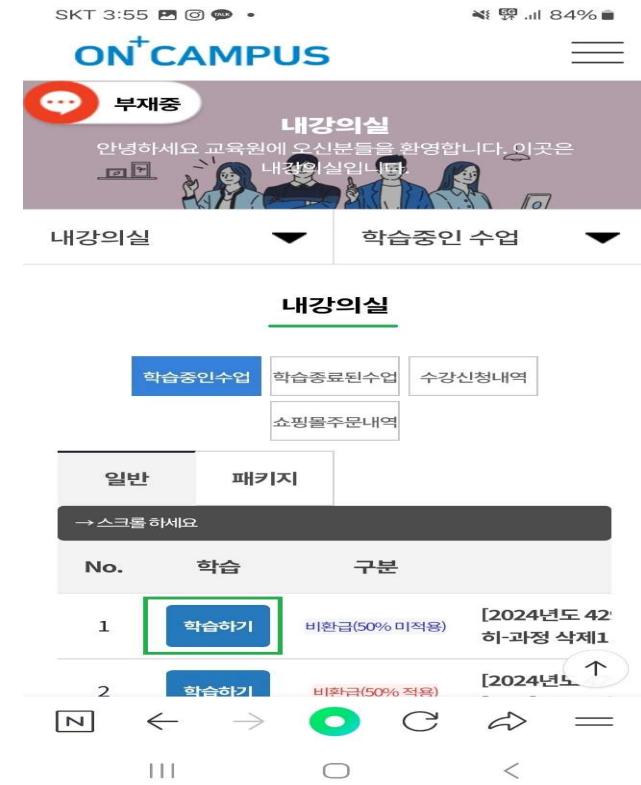 SKT 3:55
84%
ON+CAMPUS
부재중
내강의실
안녕하세요 교육원에 오신분들을 환영합니다. 이곳은
내강의실입니다.
내강의실
학습중인 수업
내강의실
학습중인수업
학습종료된수업
수강신청내역
쇼핑몰주문내역
일반
패키지
→ 스크롤 하세요
No.
학습
구분
1
학습하기
비환급(50% 미적용)
[2024년도 42
히-과정 삭제1
2
학습하기
비환급(50% 적용)
[2024년도
N